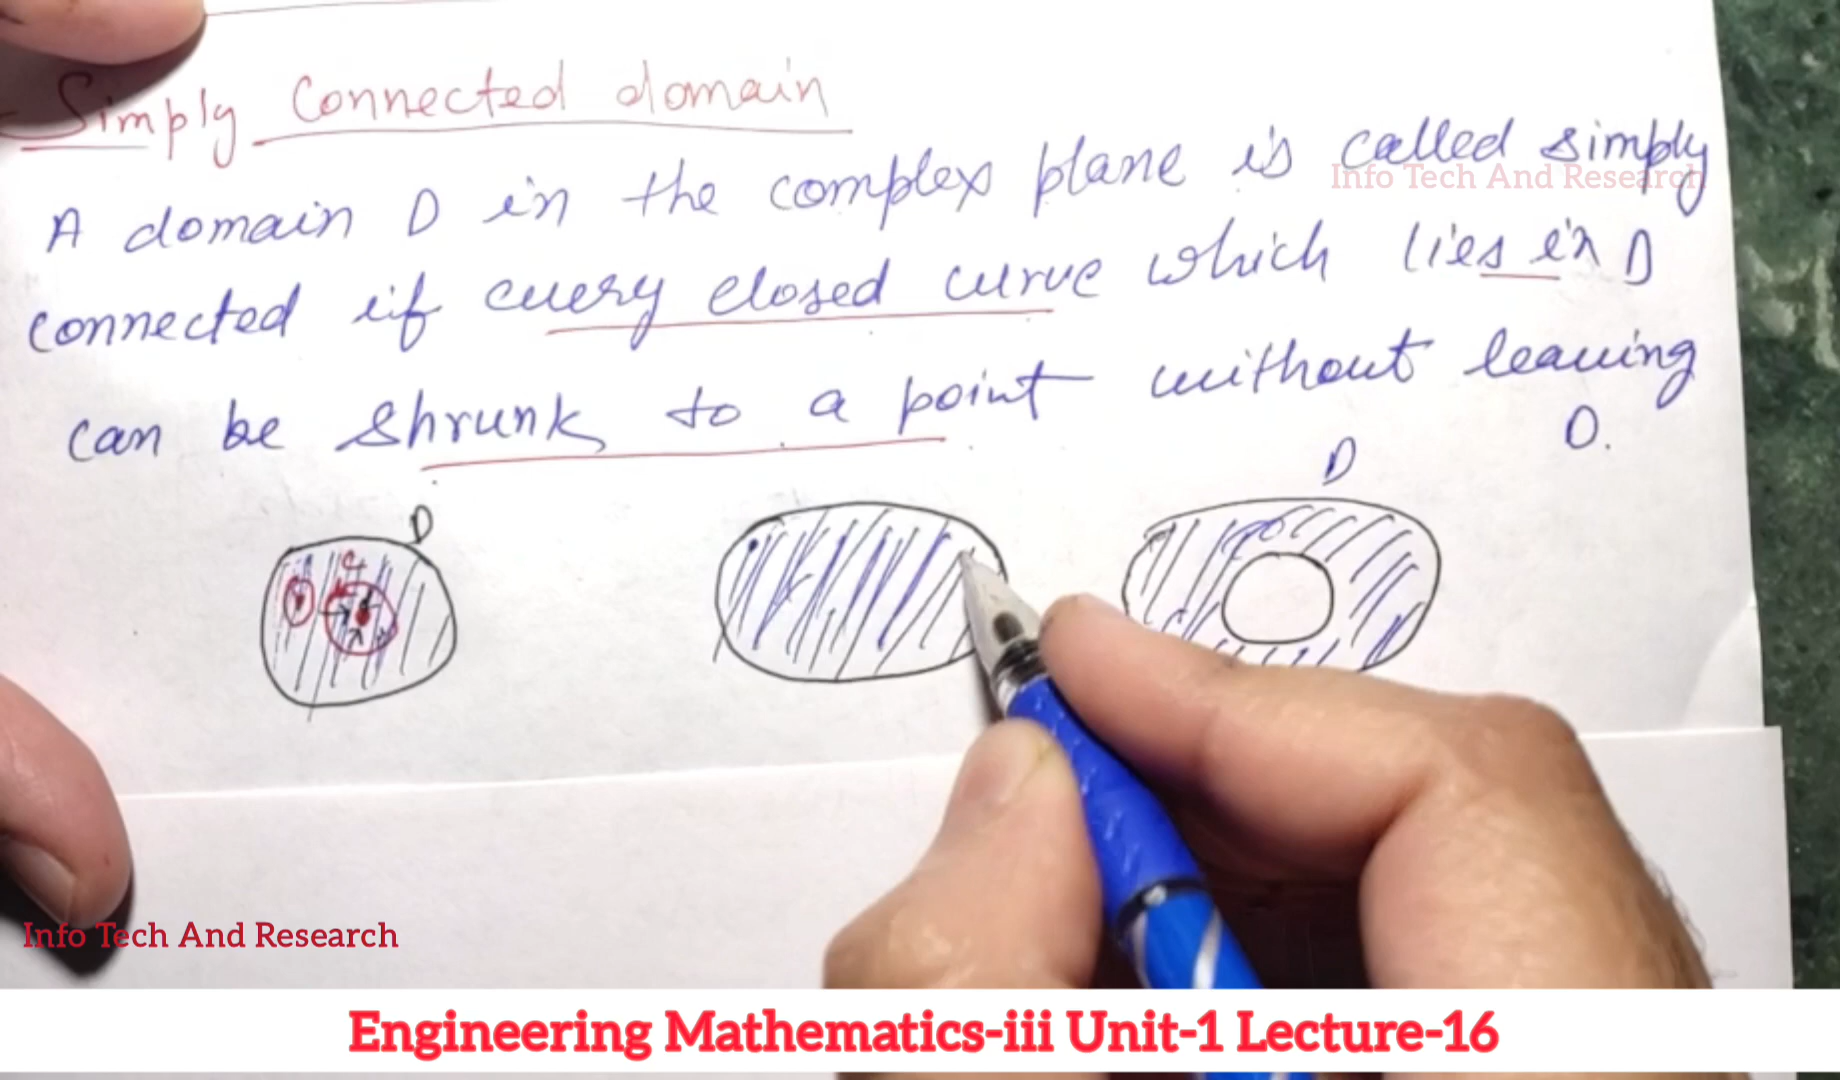 Simply Connected domain
A domain D in the complex plane is called simply
Info Tech And Research
connected if every closed curve which lies in D
can be shrunk to a point without leaving
D.
D
D
C
Info Tech And Research
Engineering Mathematics-iii Unit-1 Lecture-16